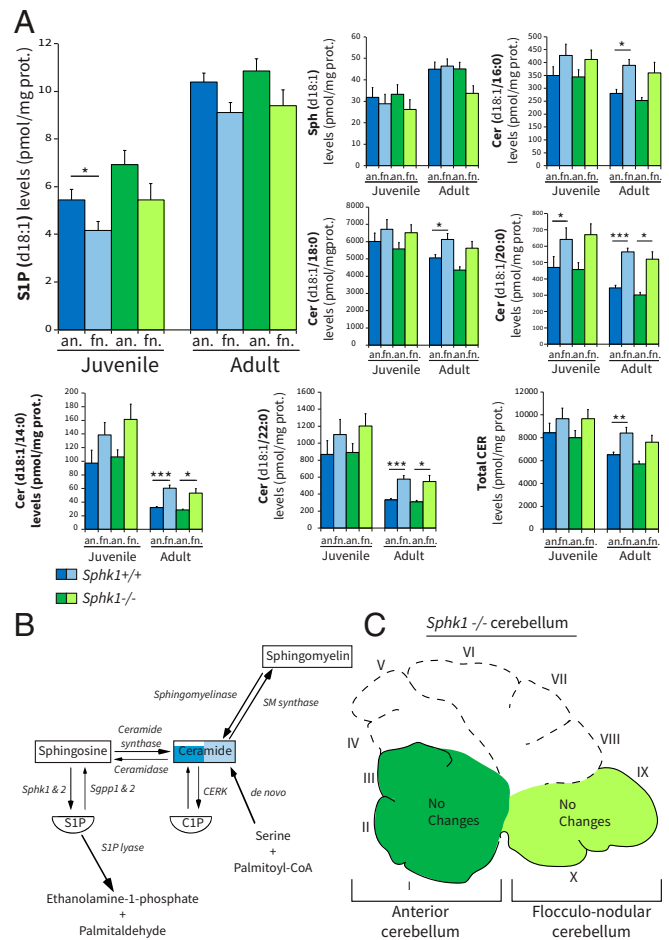 A
S1P (d18:1)
levels (pmol/mg prot.)
12
10
8
6
4
2
0
*
an. fn. an. fn.
Juvenile
Adult
Sph (d18:1)
levels (pmol/mg prot.)
60
50
40
30
20
10
0
an.fn. an.fn. an.fn. an.fn.
Juvenile
Adult
Cer (d18:1/16:0)
levels (pmol/mg prot.)
500
450
400
350
300
250
200
150
100
50
0
*
an.fn. an.fn. an.fn. an.fn.
Juvenile
Adult
Cer (d18:1/18:0)
levels (pmol/mgprot.)
8000
7000
6000
5000
4000
3000
2000
1000
0
*
an.fn. an.fn. an.fn. an.fn.
Juvenile
Adult
Cer (d18:1/20:0)
levels (pmol/mgprot.)
800
700
600
500
400
300
200
100
0
* *** *
an.fn. an.fn. an.fn. an.fn.
Juvenile
Adult
Cer (d18:1/14:0)
levels (pmol/mg prot.)
200
180
160
140
120
100
80
60
40
20
0
*** *
an.fn. an.fn. an.fn. an.fn.
Juvenile
Adult
Cer (d18:1/22:0)
levels (pmol/mg prot.)
1600
1400
1200
1000
800
600
400
200
0
*** *
an.fn. an.fn. an.fn. an.fn.
Juvenile
Adult
Total CER
levels (pmol/mg prot.)
12000
10000
8000
6000
4000
2000
0
**
an.fn. an.fn. an.fn. an.fn.
Juvenile
Adult
Sphk1+/+
Sphk1-/-
B
Sphingomyelin
Sphingomyelinase
SM synthase
Ceramide
synthase
Sphingosine
Ceramide
Ceramidase
Sphk1 & 2
Sgpp1 & 2
CERK
de novo
S1P
C1P
S1P lyase
Serine
+
Palmitoyl-CoA
Ethanolamine-1-phosphate
+
Palmitaldehyde
C
Sphk1 -/- cerebellum
VI
V
VII
IV
VIII
III
IX
No
Changes
No
Changes
II
X
I
Anterior
cerebellum
Flocculo-nodular
cerebellum